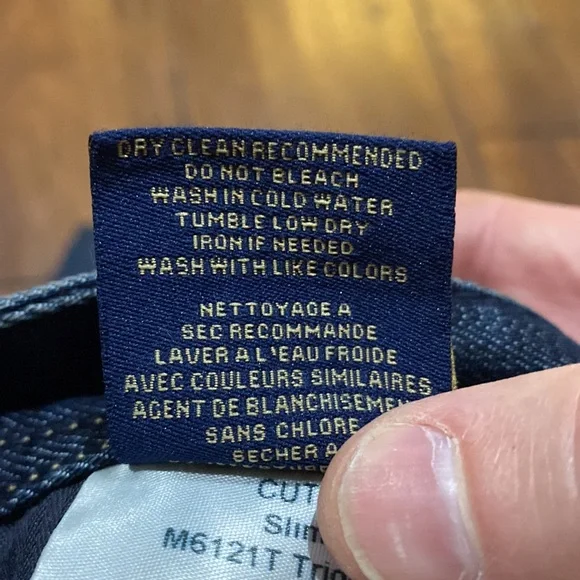 DRY CLEAN RECOMMENDED
DO NOT BLEACH
WASH IN COLD WATER
TUMBLE LOW DRY
IRON IF NEEDED
WASH WITH LIKE COLORS
NETTOYAGE A
SEC RECOMMANDE
LAVER A L'EAU FROIDE
AVEC COULEURS SIMILAIRES
AGENT DE BLANCHISEMENT
SANS CHLORE
SECHER A
CUT
Slim
M6121T